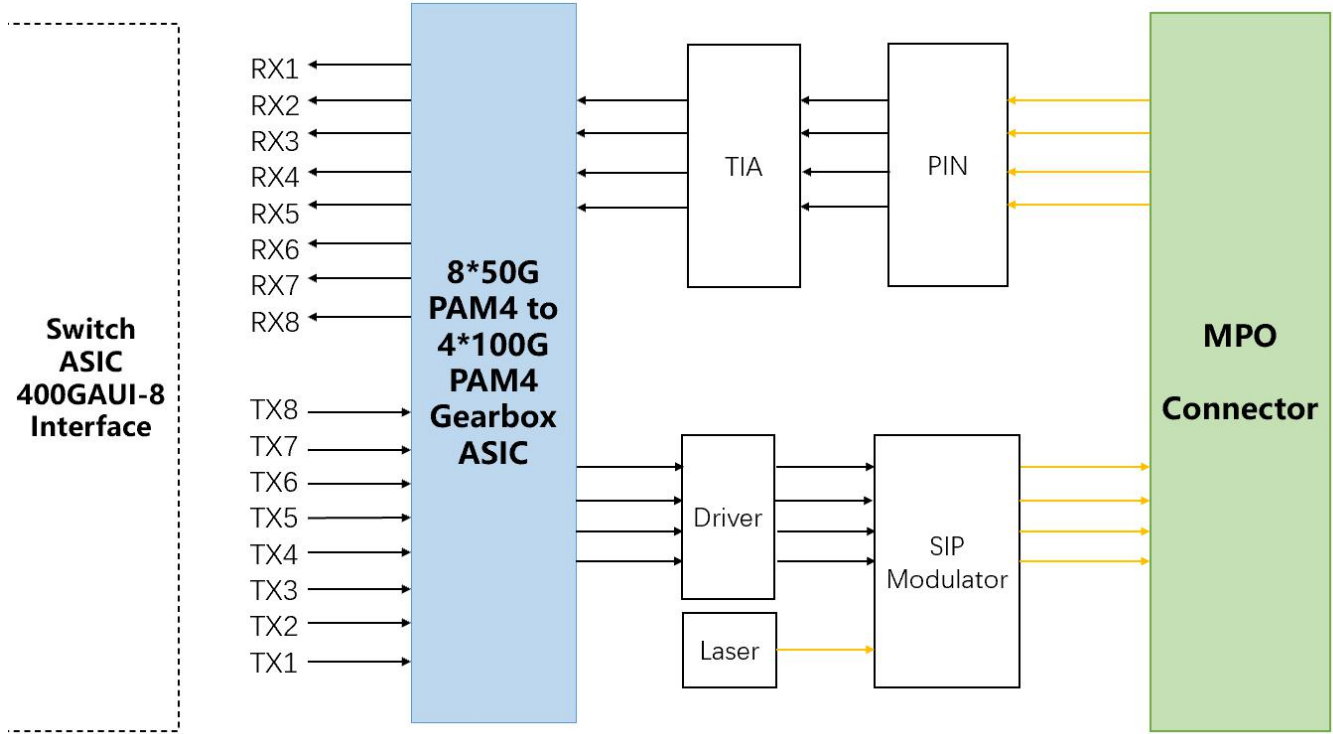 Switch
ASIC
400GAUI-8
Interface
RX1
RX2
RX3
RX4
RX5
RX6
RX7
RX8
TX8
TX7
TX6
TX5
TX4
TX3
TX2
TX1
8*50G
PAM4 to
4*100G
PAM4
Gearbox
ASIC
TIA
PIN
Driver
Laser
SIP
Modulator
MPO
Connector